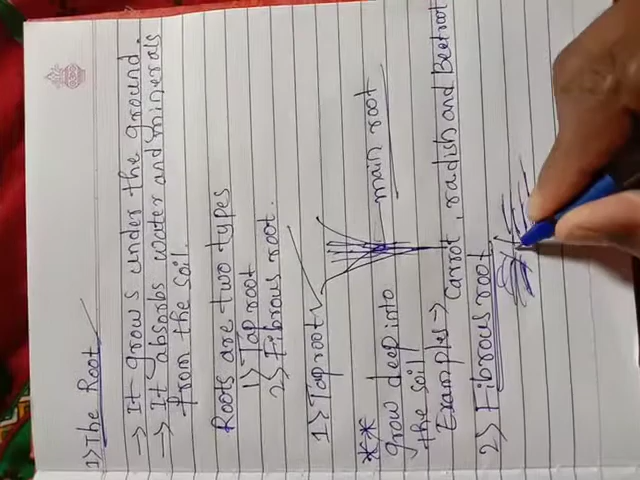 1> The Root
→ It grows under the ground.
→ It absorbs water and minerals
from the soil.
Roots are two types
1> Tap root
2> Fibrous root.
1> Taproot
main root
** grow deep into
the soil
Examples → Carrot, radish and Beetroot
2> Fibrous root